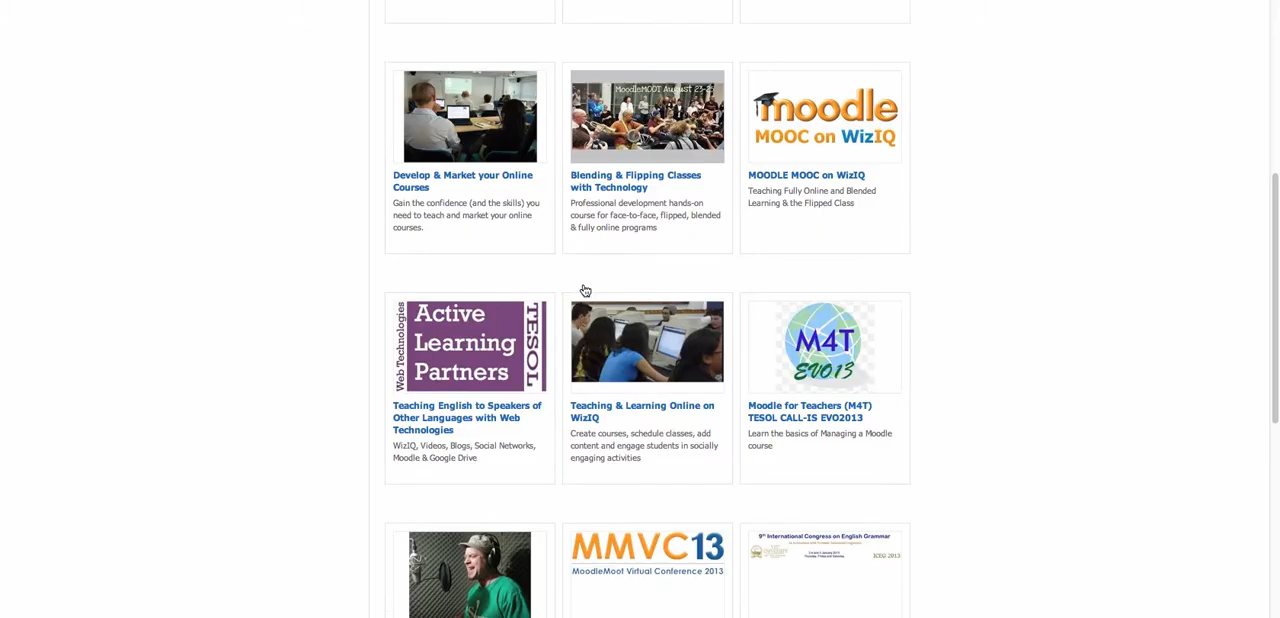 MoodleMOOT August 23-25
moodle
MOOC on WizIQ
Develop & Market your Online
Courses
Gain the confidence (and the skills) you
need to teach and market your online
courses.
Blending & Flipping Classes
with Technology
Professional development hands-on
course for face-to-face, flipped, blended
& fully online programs
MOODLE MOOC on WizIQ
Teaching Fully Online and Blended
Learning & the Flipped Class
Web Technologies
Active
Learning
Partners
TESOL
M4T
EVO13
Teaching English to Speakers of
Other Languages with Web
Technologies
WizIQ, Videos, Blogs, Social Networks,
Moodle & Google Drive
Teaching & Learning Online on
WizIQ
Create courses, schedule classes, add
content and engage students in socially
engaging activities
Moodle for Teachers (M4T)
TESOL CALL-IS EVO2013
Learn the basics of Managing a Moodle
course
MMVC13
MoodleMoot Virtual Conference 2013
9th International Congress on English Grammar
ICEG 2013